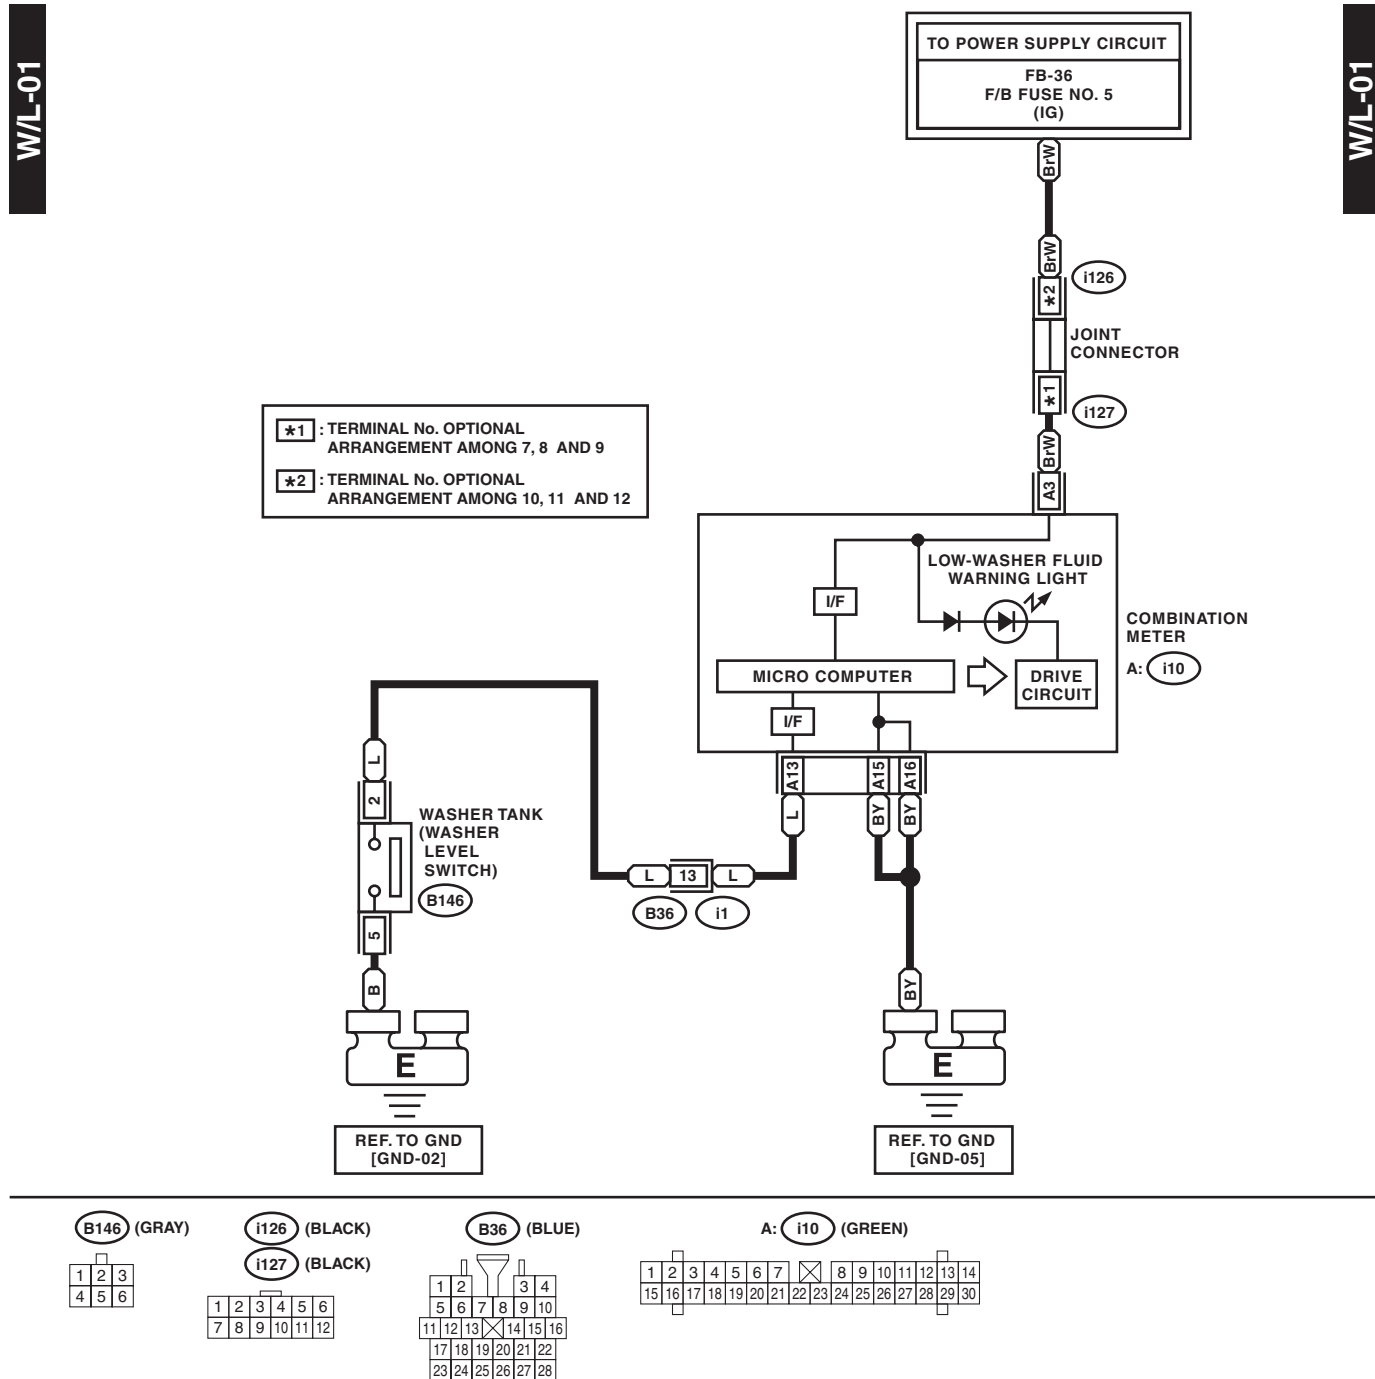 W/L-01
W/L-01
TO POWER SUPPLY CIRCUIT
FB-36
F/B FUSE NO. 5
(IG)
BrW
BrW
*2
i126
JOINT
CONNECTOR
*1
i127
BrW
A3
*1 : TERMINAL No. OPTIONAL
ARRANGEMENT AMONG 7, 8 AND 9
*2 : TERMINAL No. OPTIONAL
ARRANGEMENT AMONG 10, 11 AND 12
LOW-WASHER FLUID
WARNING LIGHT
I/F
COMBINATION
METER
A: i10
MICRO COMPUTER
DRIVE
CIRCUIT
I/F
A13
A15
A16
L
BY
BY
L
2
WASHER TANK
(WASHER
LEVEL
SWITCH)
B146
5
B
L 13 L
B36 i1
BY
E
E
REF. TO GND
[GND-02]
REF. TO GND
[GND-05]
B146 (GRAY)
1 2 3
4 5 6
i126 (BLACK)
i127 (BLACK)
1 2 3 4 5 6
7 8 9 10 11 12
B36 (BLUE)
1 2 3 4
5 6 7 8 9 10
11 12 13 14 15 16
17 18 19 20 21 22
23 24 25 26 27 28
A: i10 (GREEN)
1 2 3 4 5 6 7 8 9 10 11 12 13 14
15 16 17 18 19 20 21 22 23 24 25 26 27 28 29 30